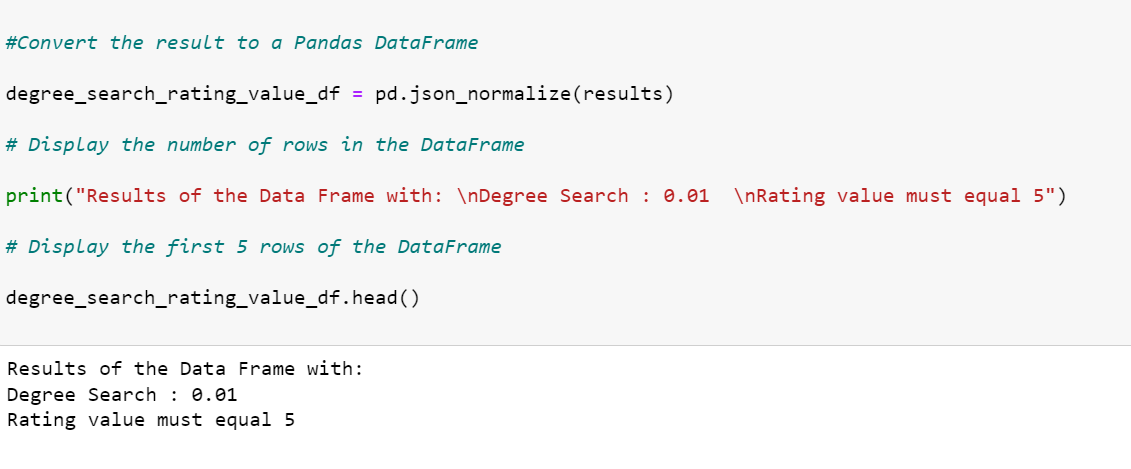 #Convert the result to a Pandas DataFrame
degree_search_rating_value_df = pd.json_normalize(results)
# Display the number of rows in the DataFrame
print("Results of the Data Frame with: \nDegree Search : 0.01  \nRating value must equal 5")
# Display the first 5 rows of the DataFrame
degree_search_rating_value_df.head()
Results of the Data Frame with:
Degree Search : 0.01
Rating value must equal 5